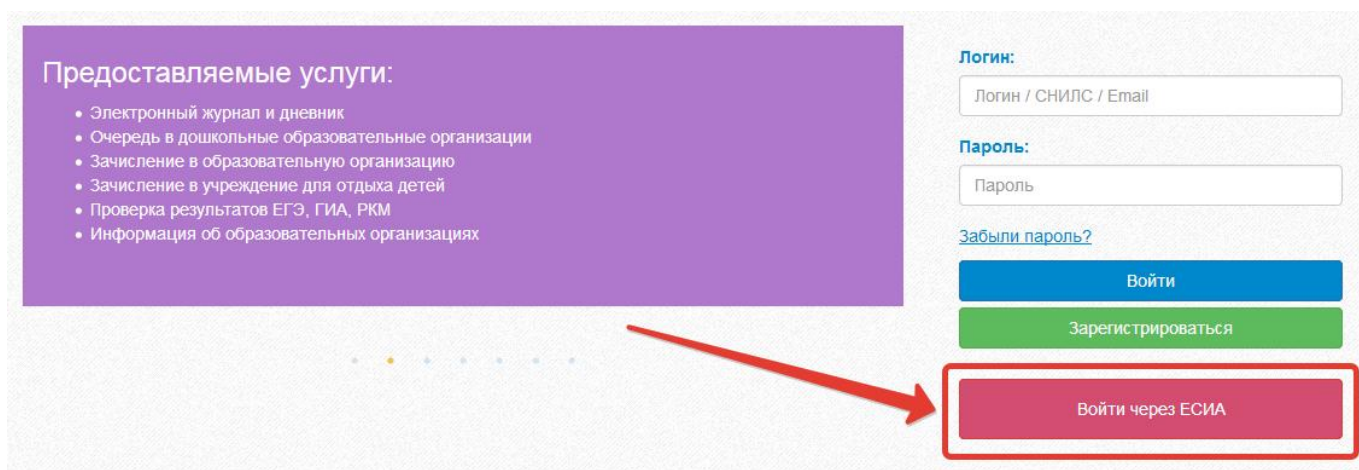 Предоставляемые услуги:
Электронный журнал и дневник
Очередь в дошкольные образовательные организации
Зачисление в образовательную организацию
Зачисление в учреждение для отдыха детей
Проверка результатов ЕГЭ, ГИА, РКМ
Информация об образовательных организациях
Логин:
Логин / СНИЛС / Email
Пароль:
Пароль
Забыли пароль?
Войти
Зарегистрироваться
Войти через ЕСИА